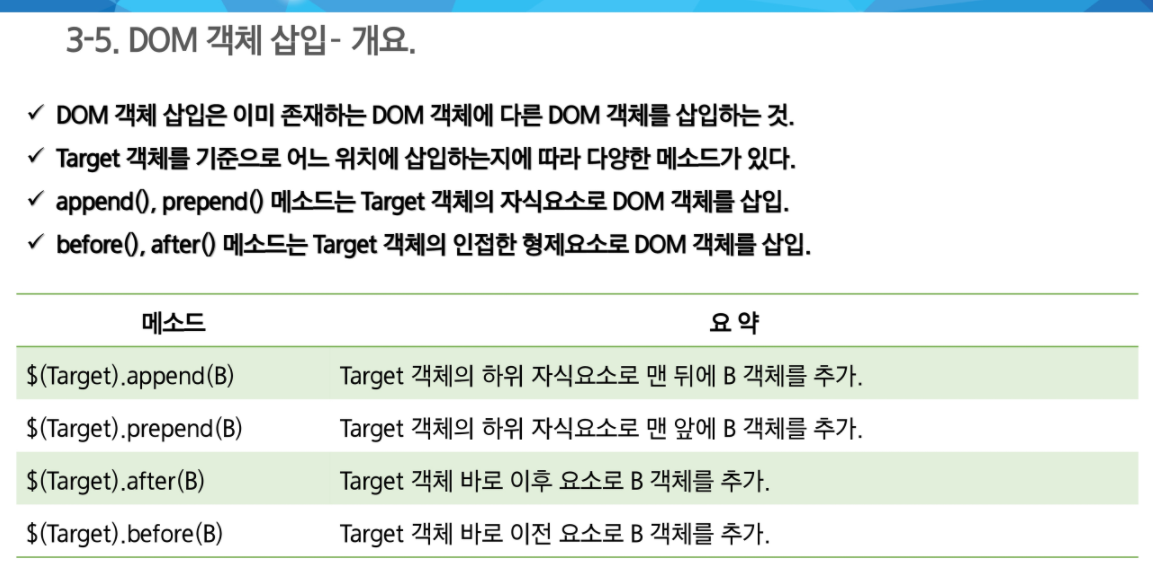 3-5. DOM 객체 삽입- 개요.
✓ DOM 객체 삽입은 이미 존재하는 DOM 객체에 다른 DOM 객체를 삽입하는 것.
✓ Target 객체를 기준으로 어느 위치에 삽입하는지에 따라 다양한 메소드가 있다.
✓ append(), prepend() 메소드는 Target 객체의 자식요소로 DOM 객체를 삽입.
✓ before(), after() 메소드는 Target 객체의 인접한 형제요소로 DOM 객체를 삽입.
메소드 요 약
$(Target).append(B) Target 객체의 하위 자식요소로 맨 뒤에 B 객체를 추가.
$(Target).prepend(B) Target 객체의 하위 자식요소로 맨 앞에 B 객체를 추가.
$(Target).after(B) Target 객체 바로 이후 요소로 B 객체를 추가.
$(Target).before(B) Target 객체 바로 이전 요소로 B 객체를 추가.